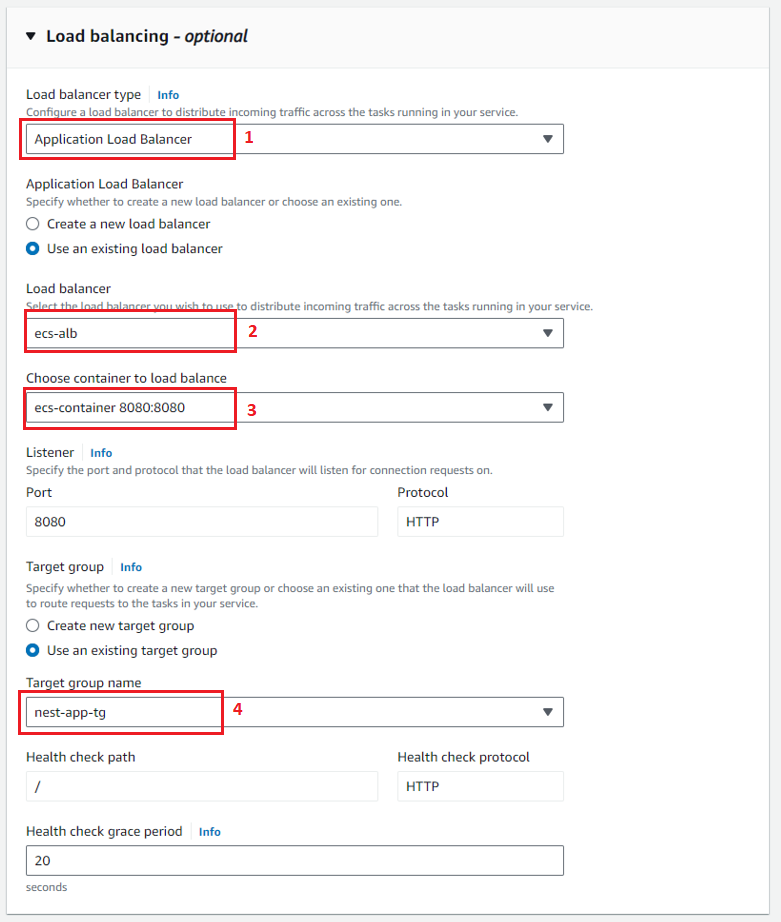 Load balancing - optional
Load balancer type Info
Configure a load balancer to distribute incoming traffic across the tasks running in your service.
Application Load Balancer 1
Application Load Balancer
Specify whether to create a new load balancer or choose an existing one.
Create a new load balancer
Use an existing load balancer
Load balancer
Select the load balancer you wish to use to distribute incoming traffic across the tasks running in your service.
ecs-alb 2
Choose container to load balance
ecs-container 8080:8080 3
Listener Info
Specify the port and protocol that the load balancer will listen for connection requests on.
Port Protocol
8080 HTTP
Target group Info
Specify whether to create a new target group or choose an existing one that the load balancer will use
to route requests to the tasks in your service.
Create new target group
Use an existing target group
Target group name
nest-app-tg 4
Health check path Health check protocol
/ HTTP
Health check grace period Info
20
seconds